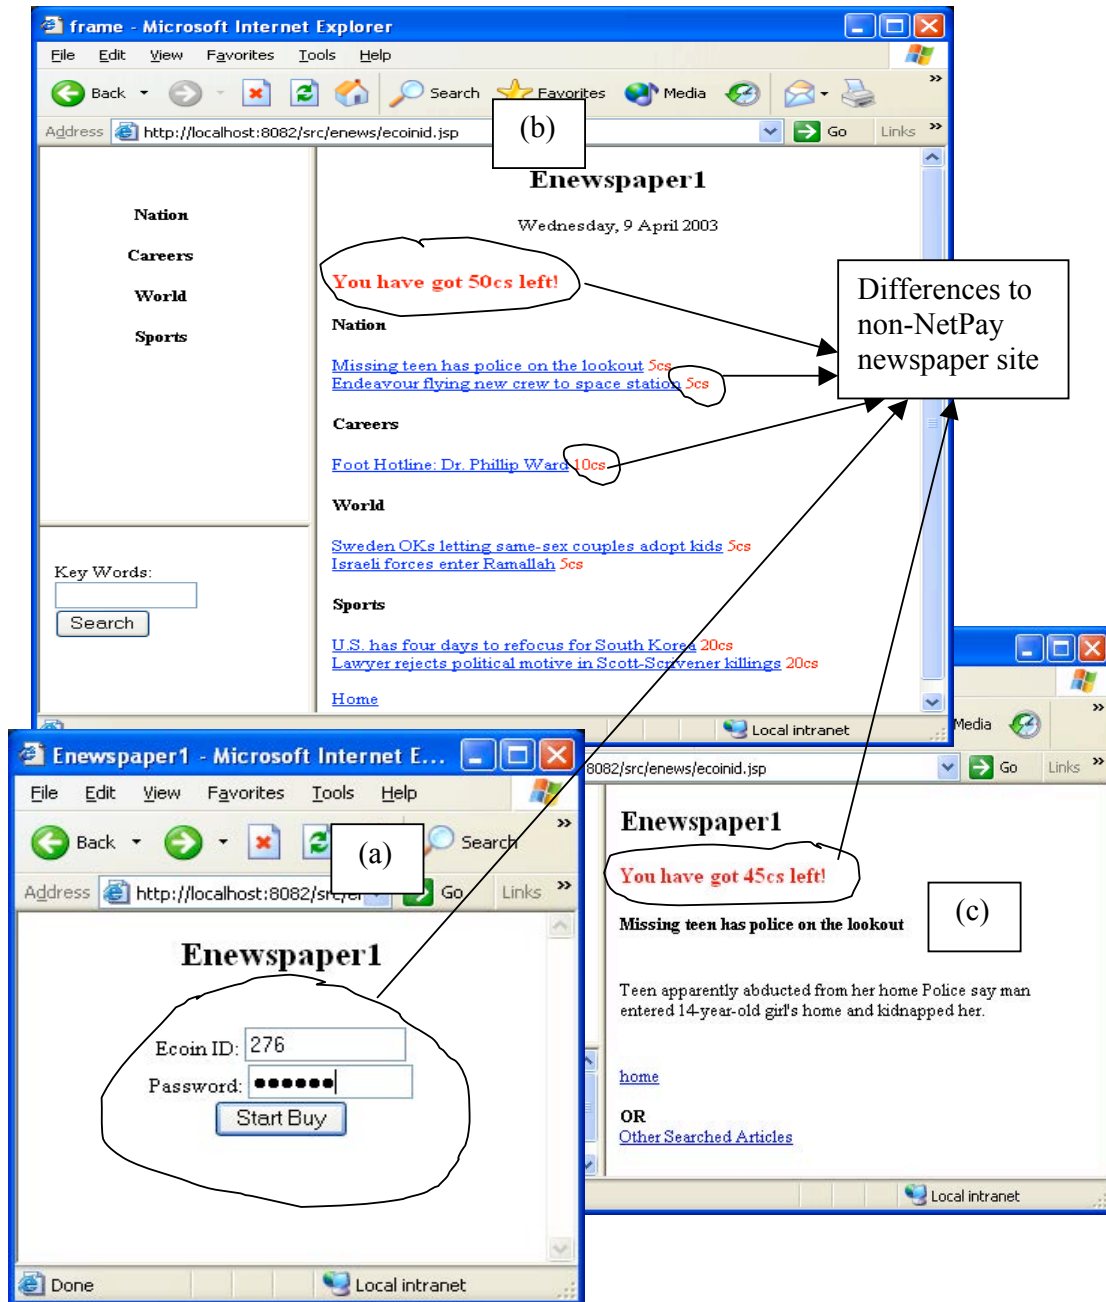 frame - Microsoft Internet Explorer
File Edit View Favorites Tools Help
Back Search Favorites Media
Address http://localhost:8082/src/enews/ecoinid.jsp Go Links »
(b)
Nation
Careers
World
Sports
Key Words:
Search
Enewspaper1
Wednesday, 9 April 2003
You have got 50cs left!
Nation
Missing teen has police on the lookout 5cs
Endeavour flying new crew to space station 5cs
Careers
Foot Hotline: Dr. Phillip Ward 10cs
World
Sweden OKs letting same-sex couples adopt kids 5cs
Israeli forces enter Ramallah 5cs
Sports
U.S. has four days to refocus for South Korea 20cs
Lawyer rejects political motive in Scott-Scrivener killings 20cs
Home
Local intranet
Differences to
non-NetPay
newspaper site
Enewspaper1 - Microsoft Internet E...
File Edit View Favorites Tools Help
Back Search
(a)
Address http://localhost:8082/src/e Go Links »
Enewspaper1
Ecoin ID: 276
Password: ●●●●●●
Start Buy
Done Local intranet
Media
8082/src/enews/ecoinid.jsp Go Links »
Enewspaper1
You have got 45cs left!
(c)
Missing teen has police on the lookout
Teen apparently abducted from her home Police say man
entered 14-year-old girl's home and kidnapped her.
home
OR
Other Searched Articles
Local intranet